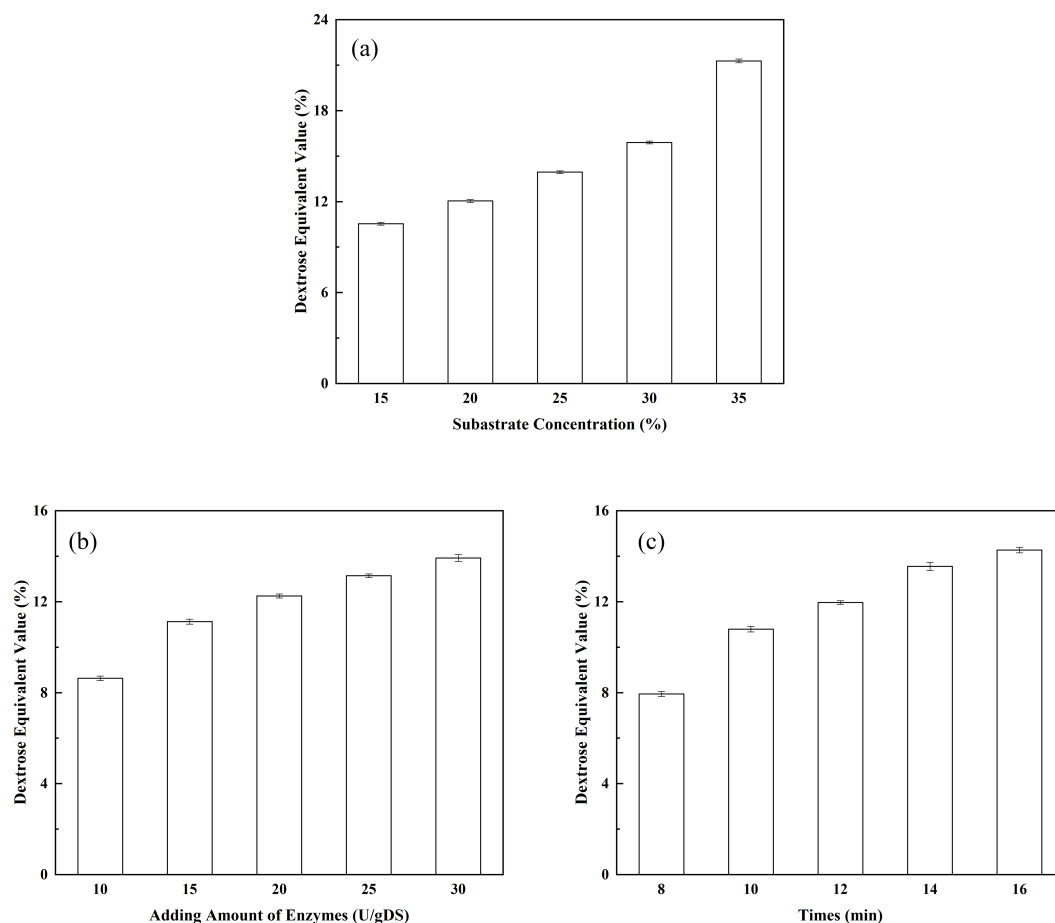 (a)
Dextrose Equivalent Value (%)
24
18
12
6
0
15 20 25 30 35
Subastrate Concentration (%)
(b)
Dextrose Equivalent Value (%)
16
12
8
4
0
10 15 20 25 30
Adding Amount of Enzymes (U/gDS)
(c)
Dextrose Equivalent Value (%)
16
12
8
4
0
8 10 12 14 16
Times (min)